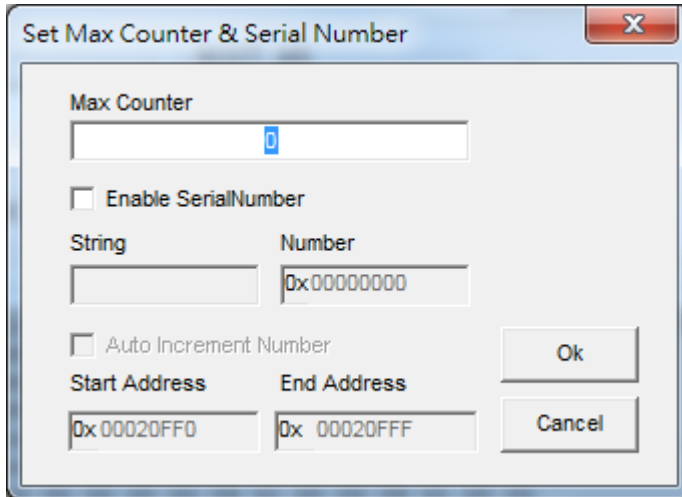 Set Max Counter & Serial Number
Max Counter
0
Enable SerialNumber
String Number
0x00000000
Auto Increment Number
Ok
Start Address End Address
0x 00020FF0 0x 00020FFF
Cancel